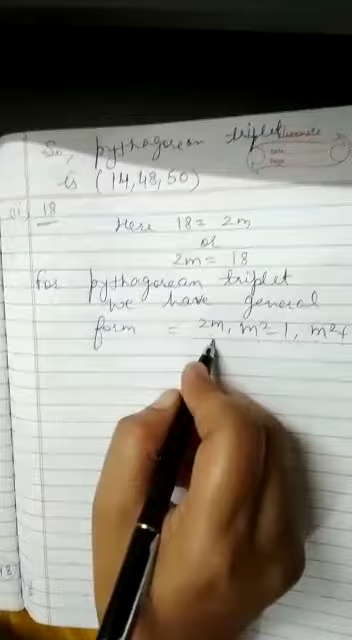 So, pythagorean triplet
is (14, 48, 50)
18
Here 18 = 2m
or
2m = 18
For pythagorean triplet
we have general
form = 2m, m²-1, m²+